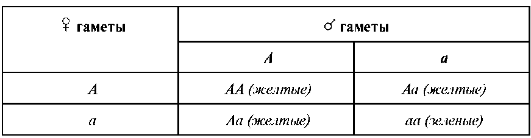 ♀ гаметы ♂ гаметы
A a
A AA (желтые) Aa (желтые)
a Aa (желтые) aa (зеленые)